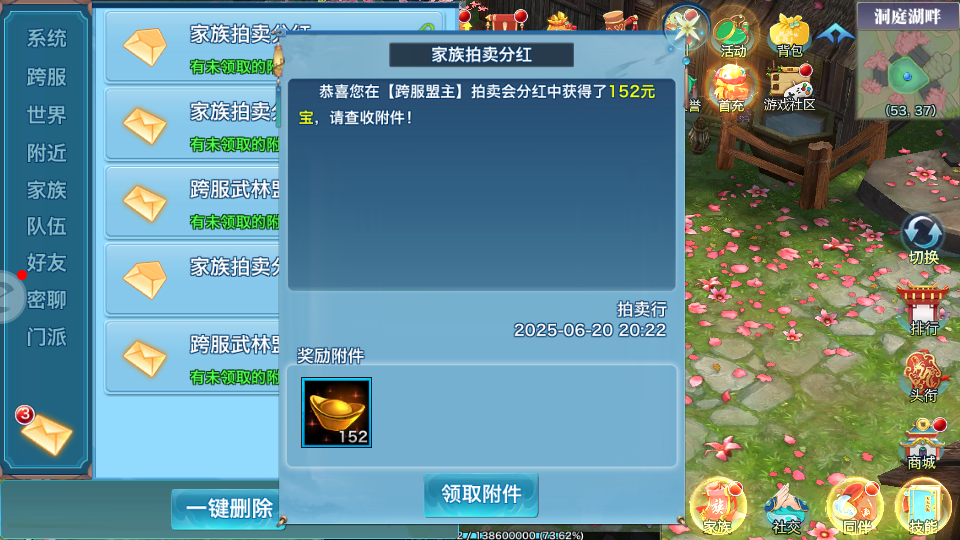 系统
跨服
世界
附近
家族
队伍
好友
密聊
门派
3
家族拍卖分红
有未领取的附
家族拍卖分
有未领取的附
跨服武林盟
有未领取的附
家族拍卖分
跨服武林盟
有未领取的附
一键删除
家族拍卖分红
恭喜您在【跨服盟主】拍卖会分红中获得了152元
宝，请查收附件！
拍卖行
2025-06-20 20:22
奖励附件
152
领取附件
138600000 (73.62%)
活动
背包
誉
首充
游戏社区
洞庭湖畔
(53, 37)
切换
排行
头衔
商城
家族
社交
同伴
技能